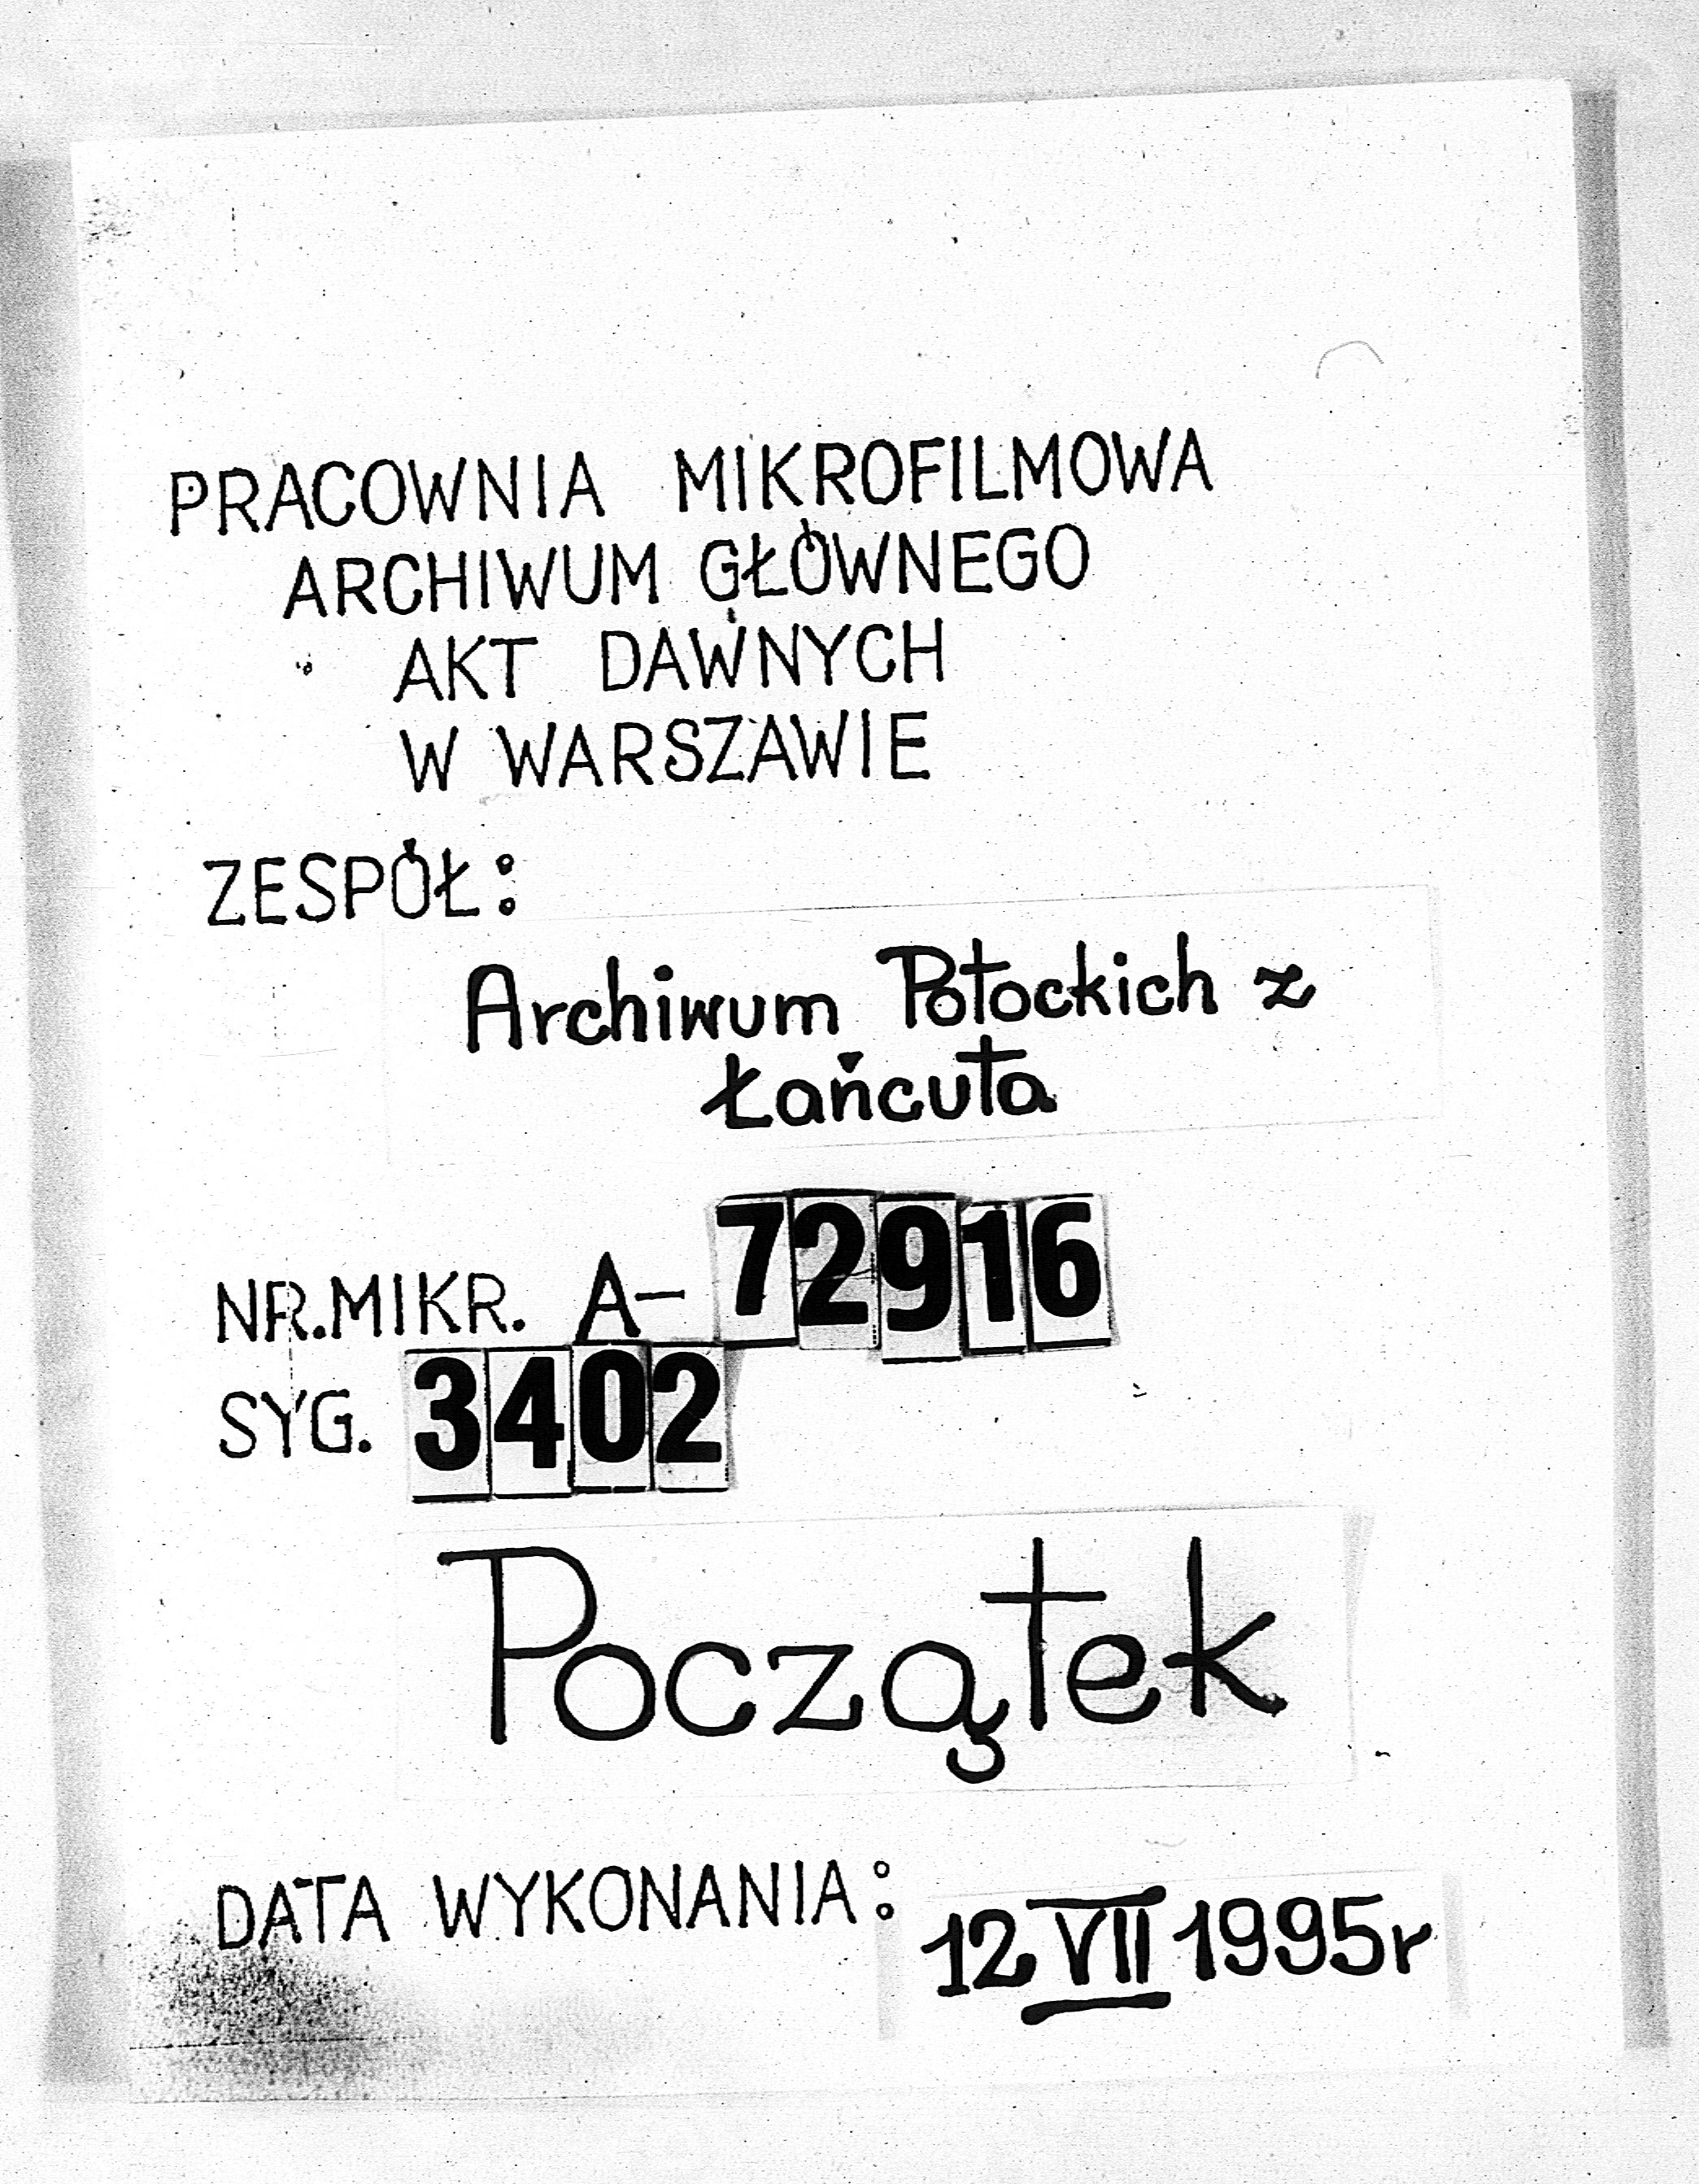 PRACOWNIA MIKROFILMOWA
ARCHIWUM GŁÓWNEGO
AKT DAWNYCH
W WARSZAWIE
ZESPÓŁ:
Archiwum Potockich z
Łańcuta
NR.MIKR. A-72916
SYG. 3402
Początek
DATA WYKONANIA: 12 VII 1995r